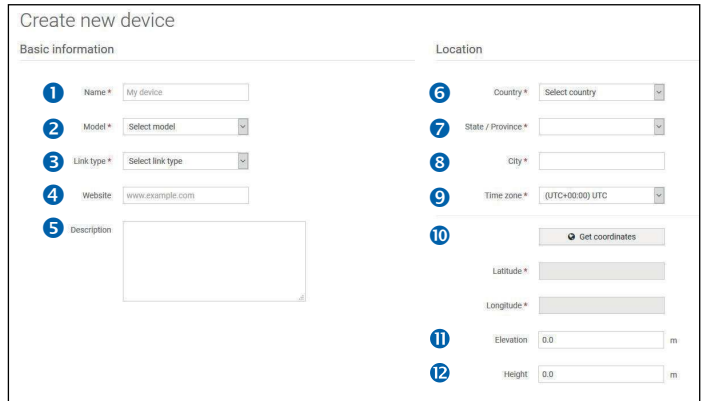 Create new device
Basic information
1 Name * My device
2 Model * Select model
3 Link type * Select link type
4 Website www.example.com
5 Description
Location
6 Country * Select country
7 State / Province *
8 City *
9 Time zone * (UTC+00:00) UTC
10 Get coordinates
Latitude *
Longitude *
11 Elevation 0.0 m
12 Height 0.0 m